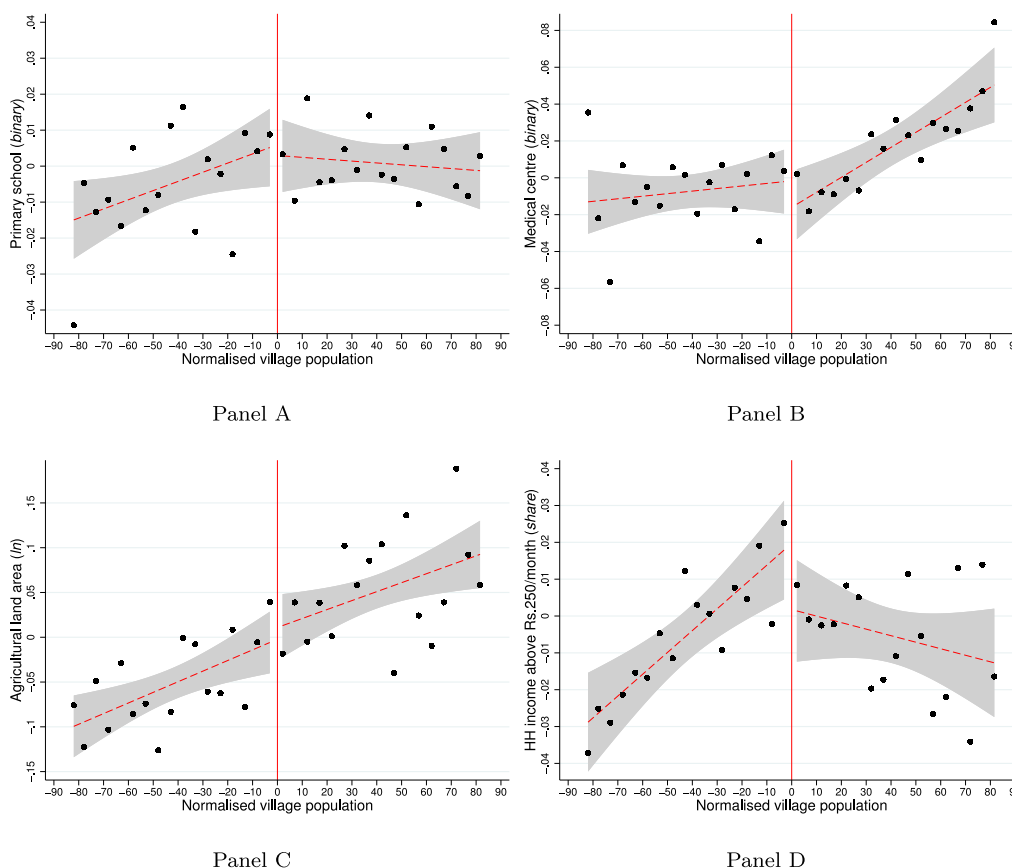 Primary school (binary)
.04
.03
.02
.01
0
-.01
-.02
-.03
-.04
-90 -80 -70 -60 -50 -40 -30 -20 -10 0 10 20 30 40 50 60 70 80 90
Normalised village population
Panel A
Medical centre (binary)
.08
.06
.04
.02
0
-.02
-.04
-.06
-.08
-90 -80 -70 -60 -50 -40 -30 -20 -10 0 10 20 30 40 50 60 70 80 90
Normalised village population
Panel B
Agricultural land area (ln)
.15
.1
.05
0
-.05
-.1
-.15
-90 -80 -70 -60 -50 -40 -30 -20 -10 0 10 20 30 40 50 60 70 80 90
Normalised village population
Panel C
HH income above Rs.250/month (share)
.04
.03
.02
.01
0
-.01
-.02
-.03
-.04
-90 -80 -70 -60 -50 -40 -30 -20 -10 0 10 20 30 40 50 60 70 80 90
Normalised village population
Panel D